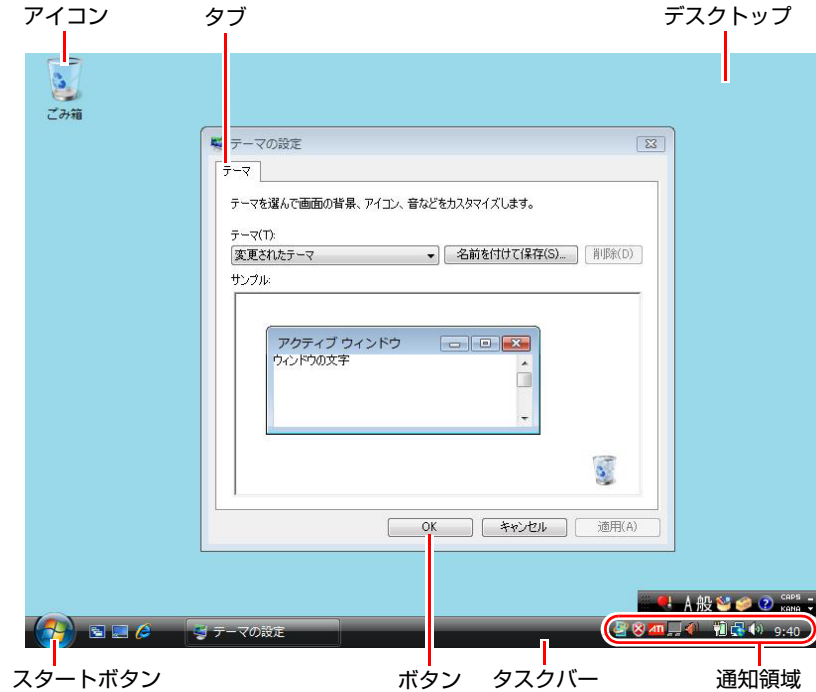 アイコン タブ デスクトップ
ごみ箱
テーマの設定
テーマ
テーマを選んで画面の背景、アイコン、音などをカスタマイズします。
テーマ(T):
変更されたテーマ 名前を付けて保存(S)... 削除(D)
サンプル:
アクティブ ウィンドウ
ウィンドウの文字
OK キャンセル 適用(A)
A 般 ? CAPS
KANA
テーマの設定 ATI 9:40
スタートボタン ボタン タスクバー 通知領域